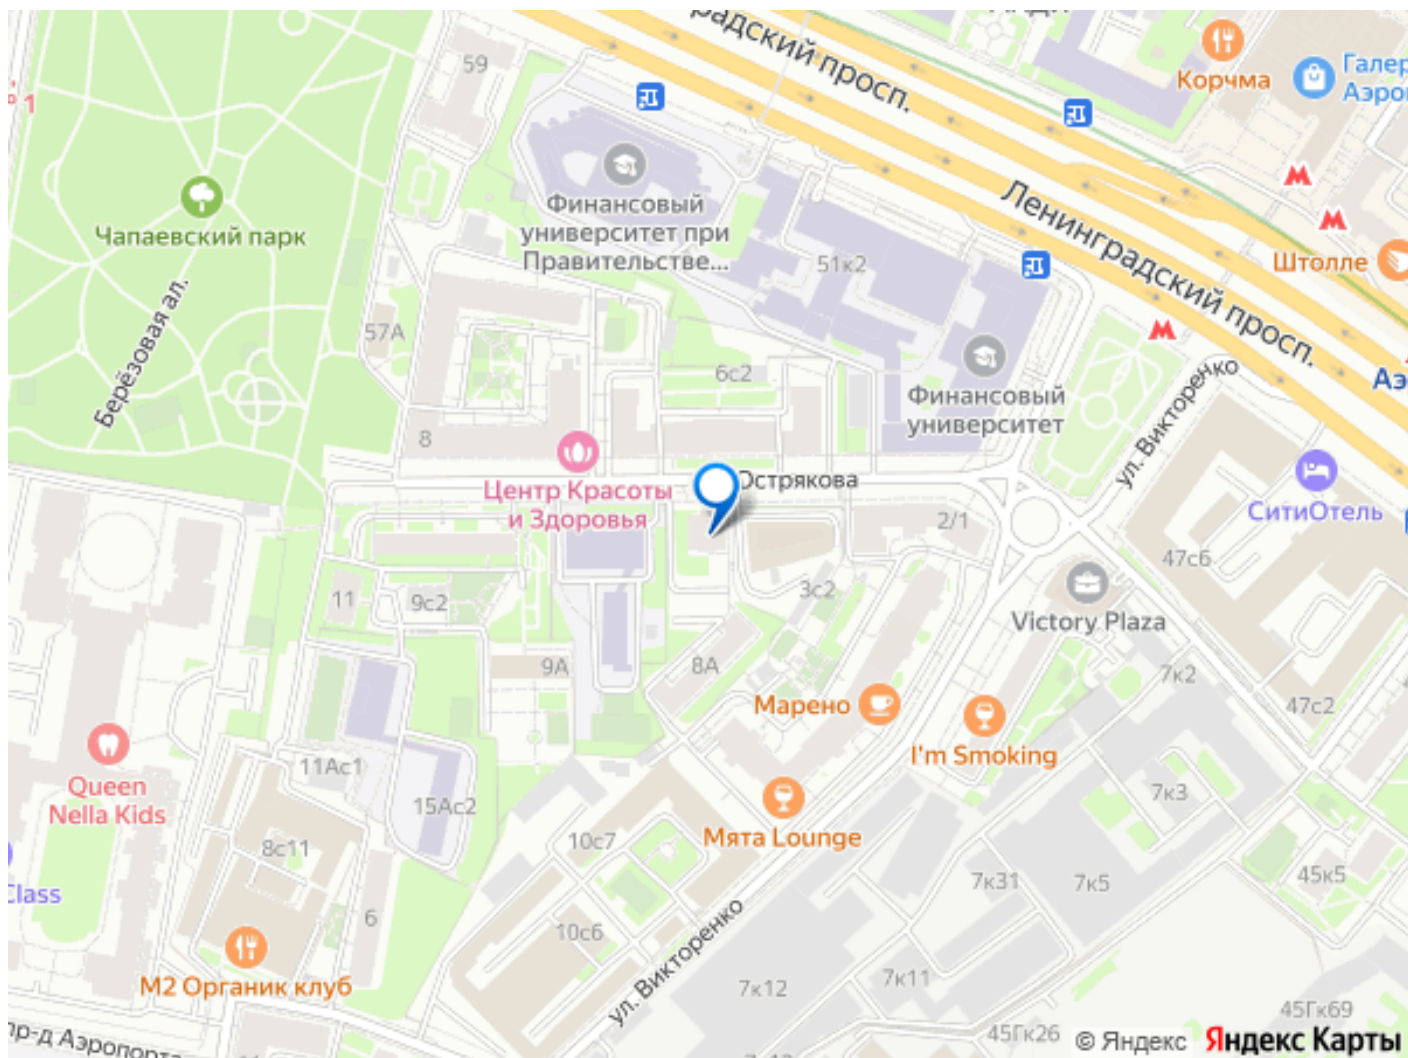 59
1
Корчма
Галер
Аэро
адский просп.
Чапаевский парк
Берёзовая ал.
Финансовый
университет при
Правительстве...
51к2
Ленинградский просп.
Штолле
57А
6с2
Финансовый
университет
ул. Викторенко
Аэ
8
Центр Красоты
и Здоровья
Острякова
2/1
СитиОтель
47с6
11
9с2
3с2
Victory Plaza
9А
8А
7к2
47с2
Марено
I'm Smoking
Queen
Nella Kids
11Ас1
15Ас2
Мята Lounge
7к3
10с7
8с11
7к31
7к5
45к5
Class
6
10с6
М2 Органик клуб
ул. Викторенко
7к12
7к11
пр-д Аэропорта
45Гк26
45Гк69
© Яндекс
Яндекс Карты